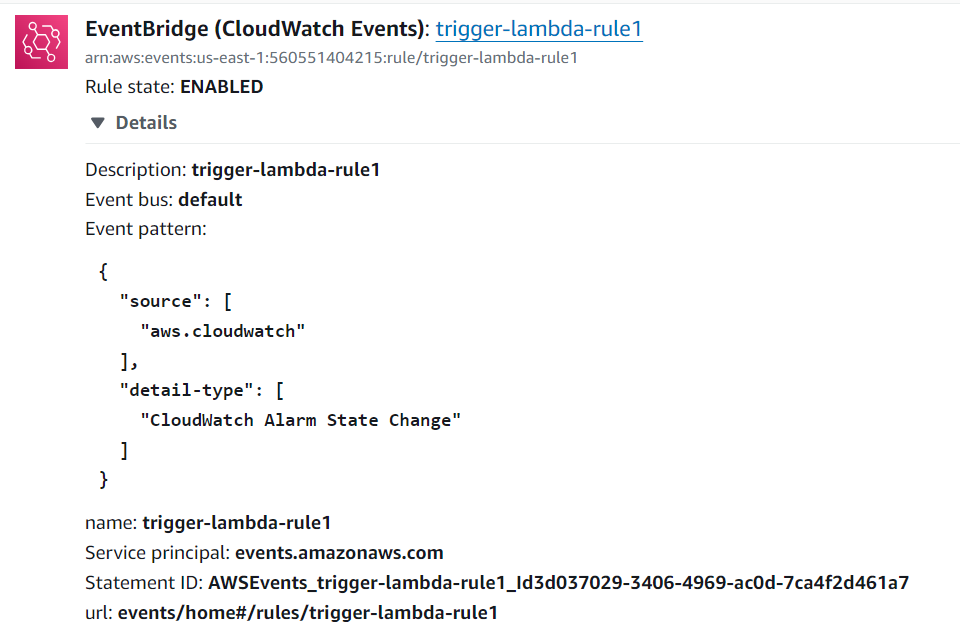 EventBridge (CloudWatch Events): trigger-lambda-rule1
arn:aws:events:us-east-1:560551404215:rule/trigger-lambda-rule1
Rule state: ENABLED
▼ Details
Description: trigger-lambda-rule1
Event bus: default
Event pattern:
{
"source": [
"aws.cloudwatch"
],
"detail-type": [
"CloudWatch Alarm State Change"
]
}
name: trigger-lambda-rule1
Service principal: events.amazonaws.com
Statement ID: AWSEvents_trigger-lambda-rule1_Id3d037029-3406-4969-ac0d-7ca4f2d461a7
url: events/home#/rules/trigger-lambda-rule1